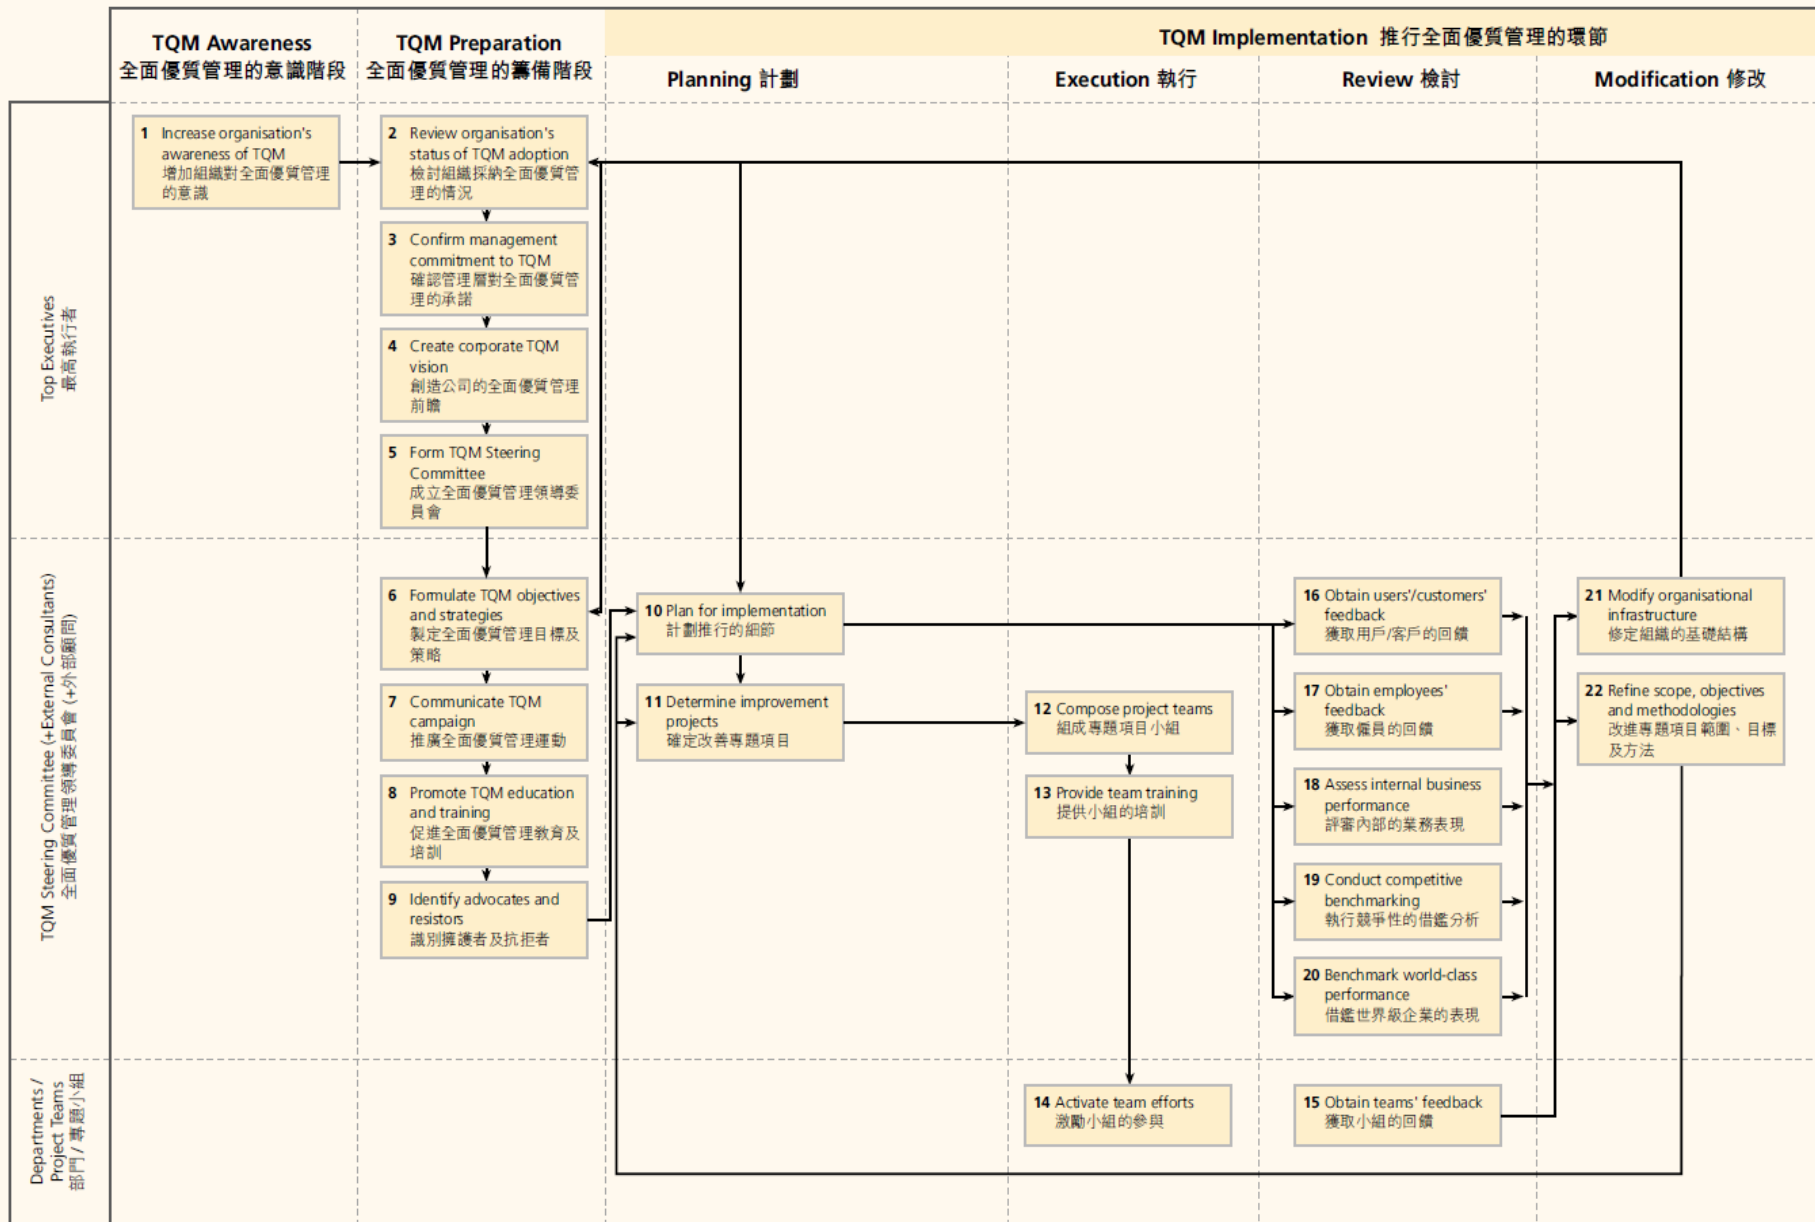 TQM Awareness
全面優質管理的意識階段
TQM Preparation
全面優質管理的籌備階段
TQM Implementation 推行全面優質管理的環節
Planning 計劃
Execution 執行
Review 檢討
Modification 修改
Top Executives
最高執行者
1 Increase organisation's
awareness of TQM
增加組織對全面優質管理
的意識
2 Review organisation's
status of TQM adoption
檢討組織採納全面優質管
理的情況
3 Confirm management
commitment to TQM
確認管理層對全面優質管
理的承諾
4 Create corporate TQM
vision
創造公司的全面優質管理
前瞻
5 Form TQM Steering
Committee
成立全面優質管理領導委
員會
TQM Steering Committee (+External Consultants)
全面優質管理領導委員會 (+外部顧問)
6 Formulate TQM objectives
and strategies
製定全面優質管理目標及
策略
7 Communicate TQM
campaign
推廣全面優質管理運動
8 Promote TQM education
and training
促進全面優質管理教育及
培訓
9 Identify advocates and
resistors
識別擁護者及抗拒者
10 Plan for implementation
計劃推行的細節
11 Determine improvement
projects
確定改善專題項目
12 Compose project teams
組成專題項目小組
13 Provide team training
提供小組的培訓
16 Obtain users'/customers'
feedback
獲取用戶/客戶的回饋
17 Obtain employees'
feedback
獲取僱員的回饋
18 Assess internal business
performance
評審內部的業務表現
19 Conduct competitive
benchmarking
執行競爭性的借鑑分析
20 Benchmark world-class
performance
借鑑世界級企業的表現
21 Modify organisational
infrastructure
修定組織的基礎結構
22 Refine scope, objectives
and methodologies
改進專題項目範圍、目標
及方法
Departments /
Project Teams
部門 / 專題小組
14 Activate team efforts
激勵小組的參與
15 Obtain teams' feedback
獲取小組的回饋